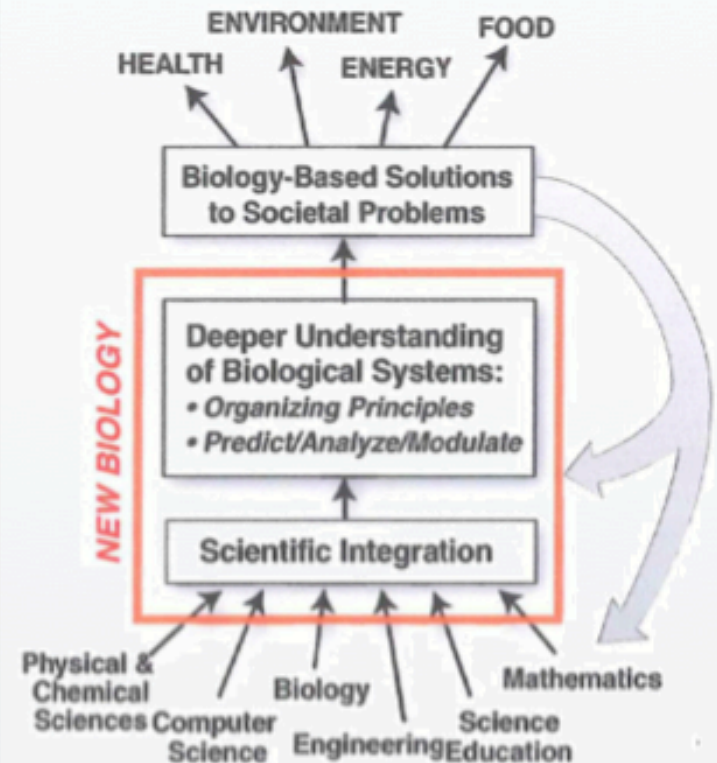 ENVIRONMENT
FOOD
HEALTH
ENERGY
Biology-Based Solutions
to Societal Problems
NEW BIOLOGY
Deeper Understanding
of Biological Systems:
• Organizing Principles
• Predict/Analyze/Modulate
Scientific Integration
Physical &
Chemical
Sciences
Computer
Science
Biology
Engineering
Science
Education
Mathematics